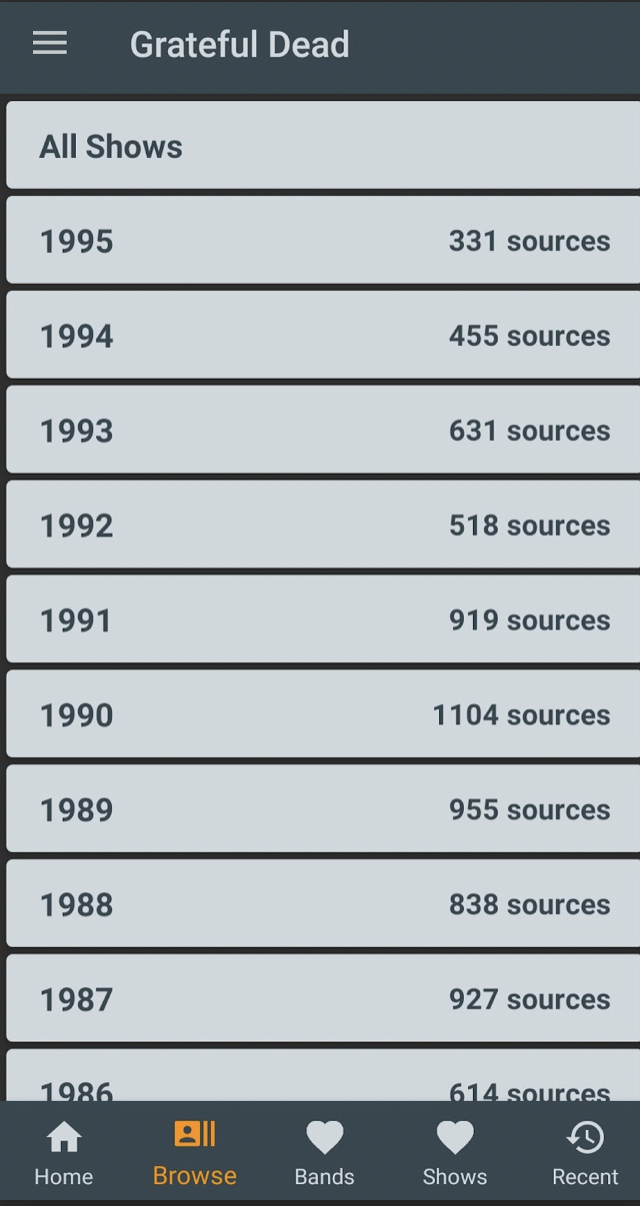 Grateful Dead
All Shows
1995 331 sources
1994 455 sources
1993 631 sources
1992 518 sources
1991 919 sources
1990 1104 sources
1989 955 sources
1988 838 sources
1987 927 sources
1986 614 sources
Home Browse Bands Shows Recent